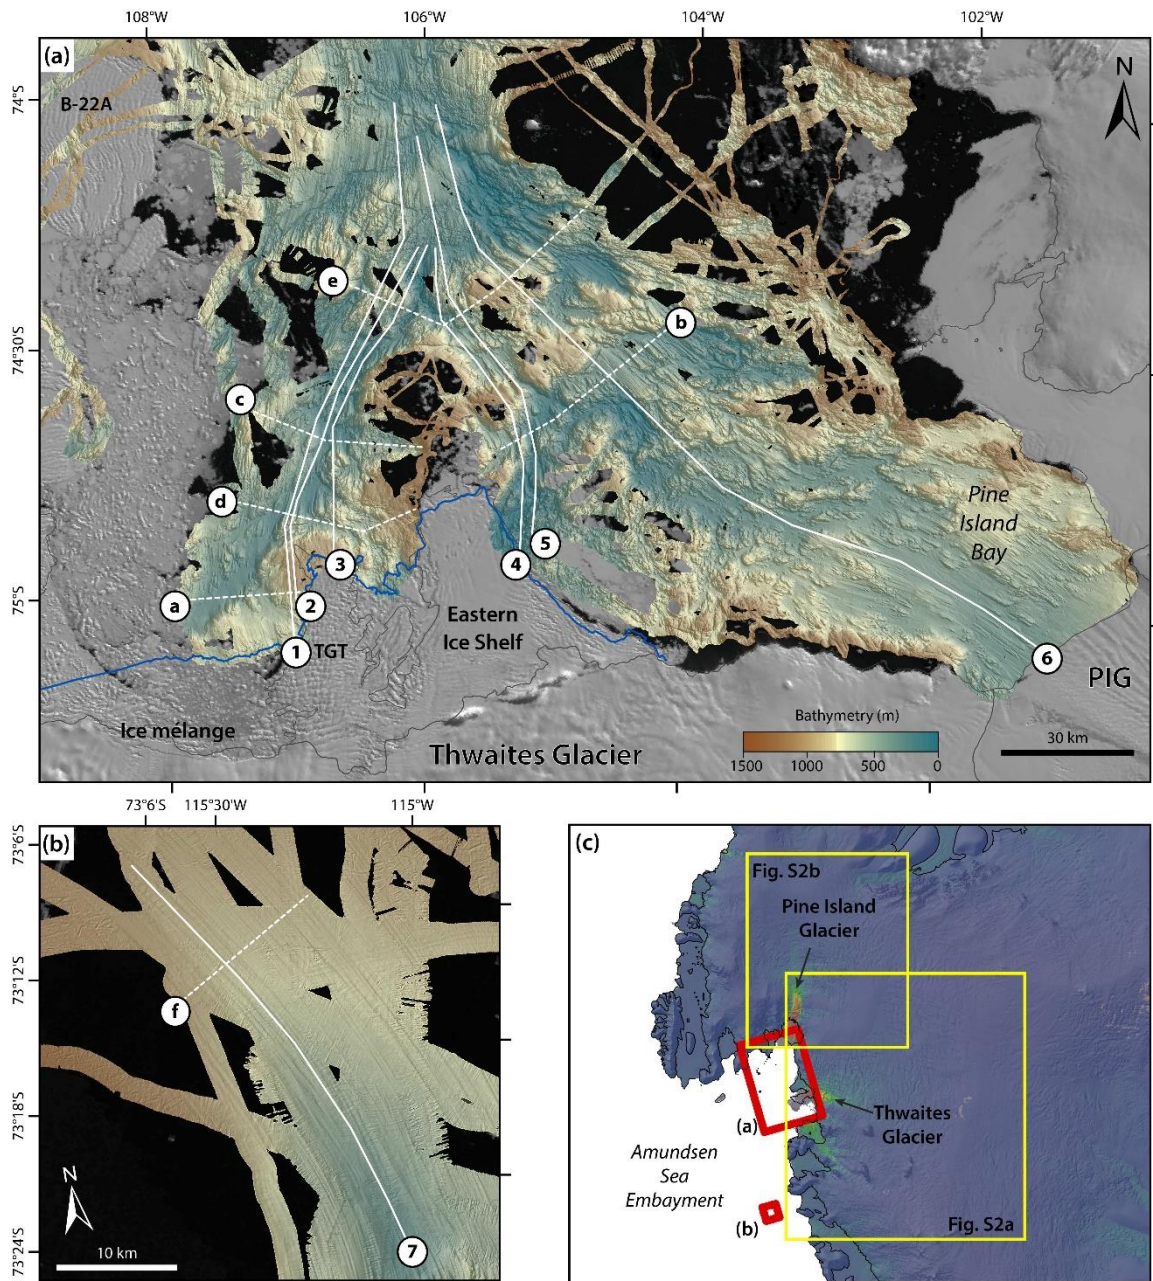 108°W
106°W
104°W
102°W
(a)
N
B-22A
74°S
e
b
74°30'S
c
d
Pine
Island
Bay
3
5
4
a
2
75°S
Eastern
Ice Shelf
1
TGT
6
PIG
Ice mélange
Bathymetry (m)
1500
1000
500
0
30 km
Thwaites Glacier
73°6'S
115°30'W
115°W
73°6'S
(b)
f
73°12'S
73°18'S
N
10 km
7
73°24'S
(c)
Fig. S2b
Pine Island
Glacier
(a)
Thwaites
Glacier
Amundsen
Sea
Embayment
(b)
Fig. S2a